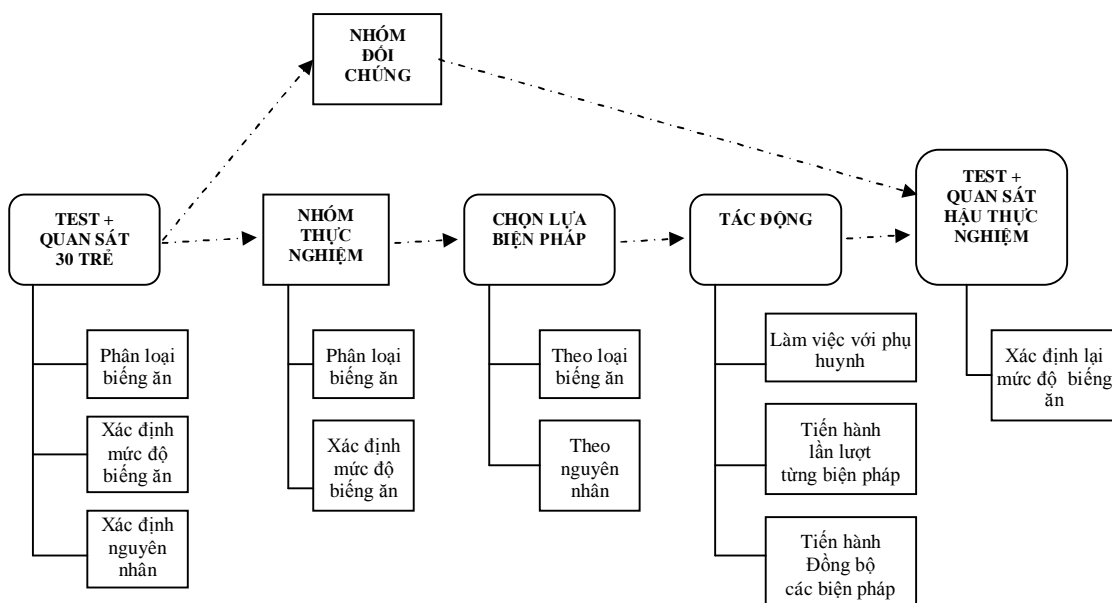 NHÓM
ĐỐI
CHỨNG
TEST +
QUAN SÁT
30 TRẺ
NHÓM
THỰC
NGHIỆM
CHỌN LỰA
BIỆN PHÁP
TÁC ĐỘNG
TEST +
QUAN SÁT
HẬU THỰC
NGHIỆM
Phân loại
biếng ăn
Xác định
mức độ
biếng ăn
Xác định
nguyên
nhân
Phân loại
biếng ăn
Xác định
mức độ
biếng ăn
Theo loại
biếng ăn
Theo
nguyên
nhân
Làm việc với phụ
huynh
Tiến hành
lần lượt
từng biện pháp
Tiến hành
Đồng bộ
các biện pháp
Xác định lại
mức độ biếng
ăn